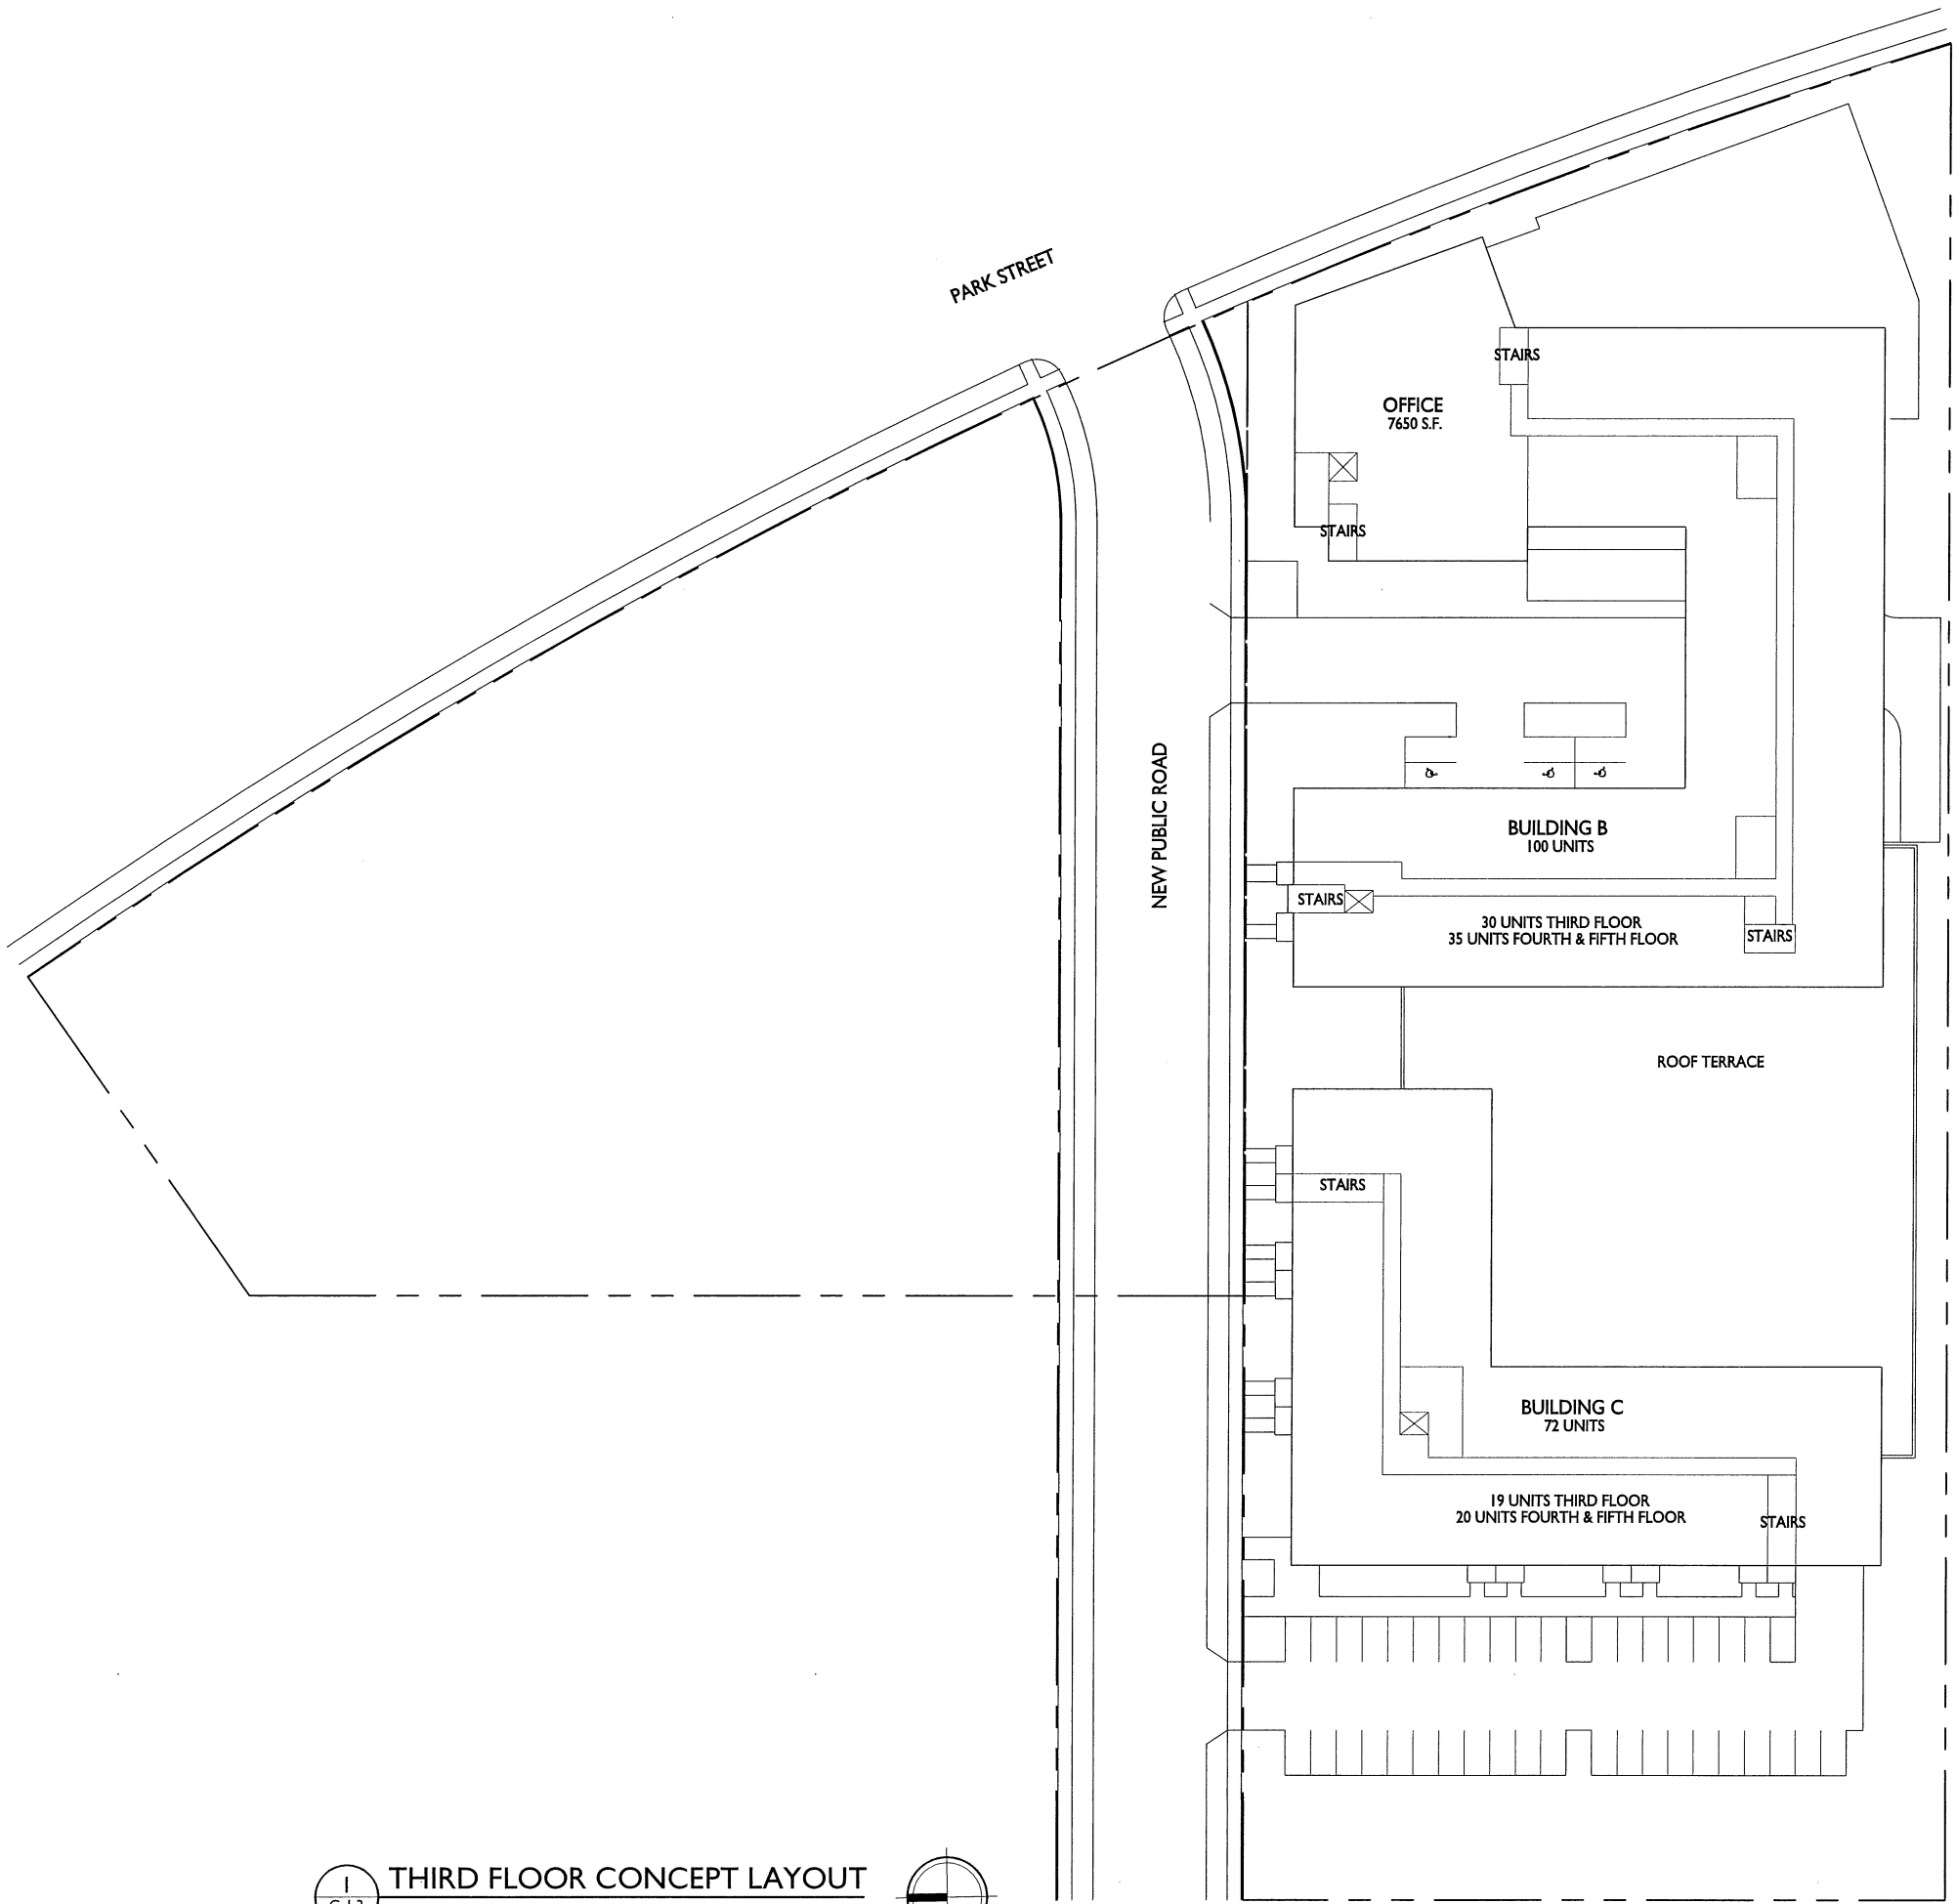 PARK STREET
STAIRS
OFFICE
7650 S.F.
STAIRS
NEW PUBLIC ROAD
BUILDING B
100 UNITS
STAIRS
30 UNITS THIRD FLOOR
35 UNITS FOURTH & FIFTH FLOOR
STAIRS
ROOF TERRACE
STAIRS
BUILDING C
72 UNITS
19 UNITS THIRD FLOOR
20 UNITS FOURTH & FIFTH FLOOR
STAIRS
1
THIRD FLOOR CONCEPT LAYOUT